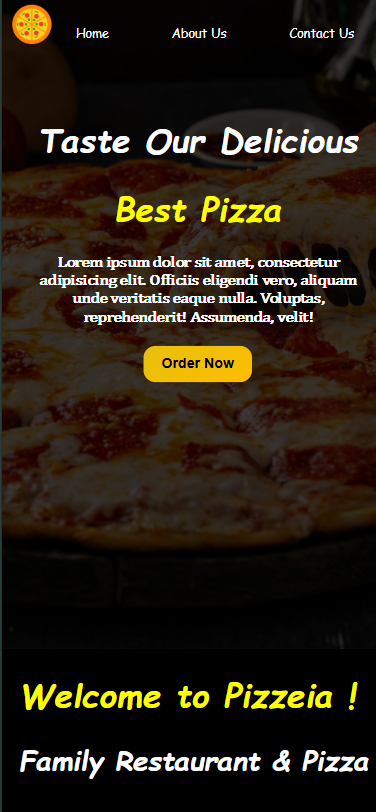 Home About Us Contact Us
Taste Our Delicious
Best Pizza
Lorem ipsum dolor sit amet, consectetur
adipisicing elit. Officiis eligendi vero, aliquam
unde veritatis eaque nulla. Voluptas,
reprehenderit! Assumenda, velit!
Order Now
Welcome to Pizzeia !
Family Restaurant & Pizza